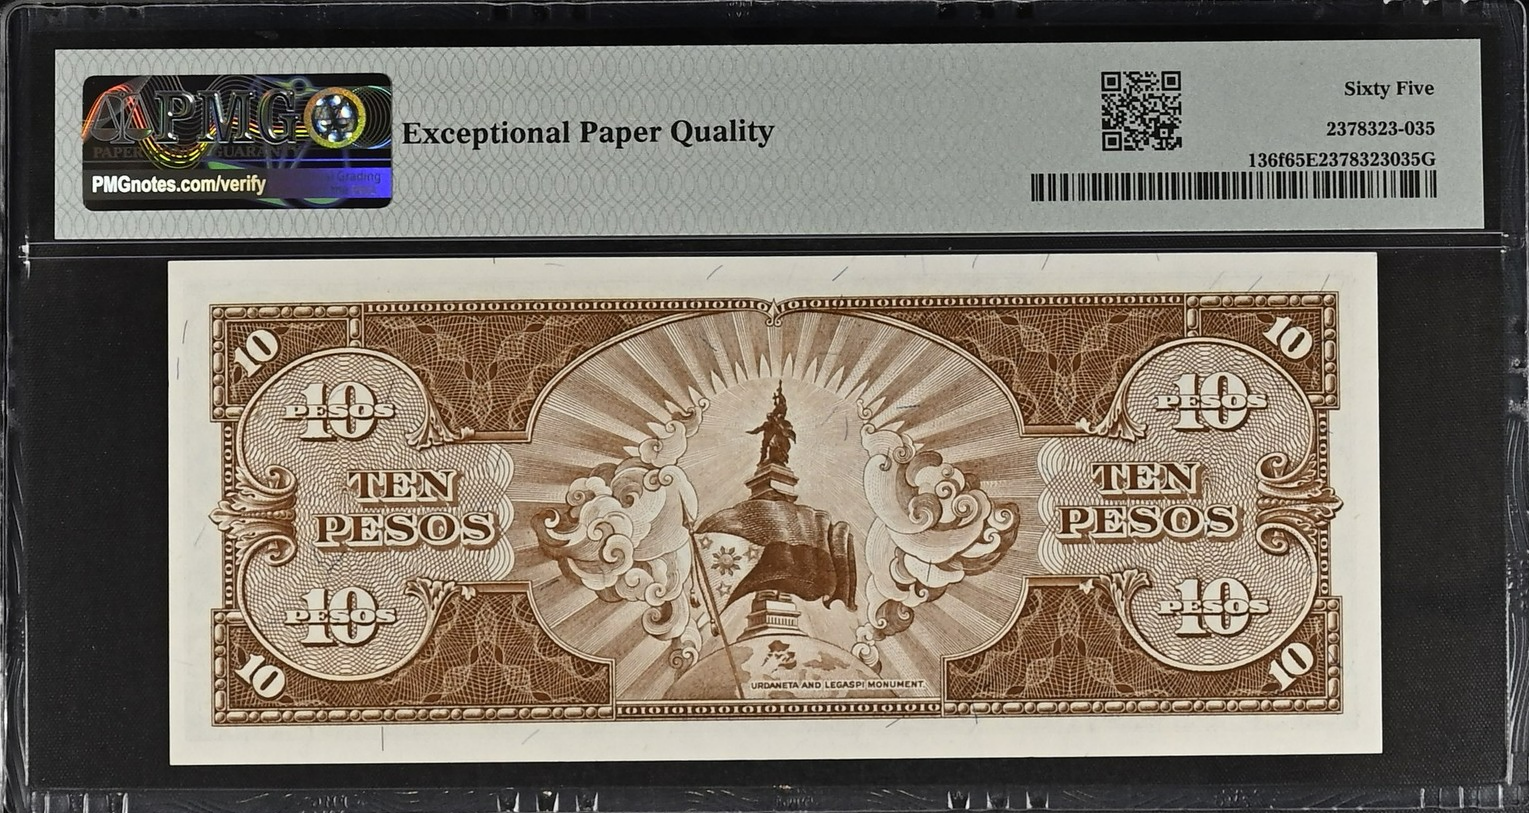 PMG
Exceptional Paper Quality
PMGnotes.com/verify
Sixty Five
2378323-035
136f65E2378323035G
10
10
10
PESOS
10
PESOS
TEN
PESOS
TEN
PESOS
10
PESOS
10
PESOS
10
10
URDANETA AND LEGASPI MONUMENT.